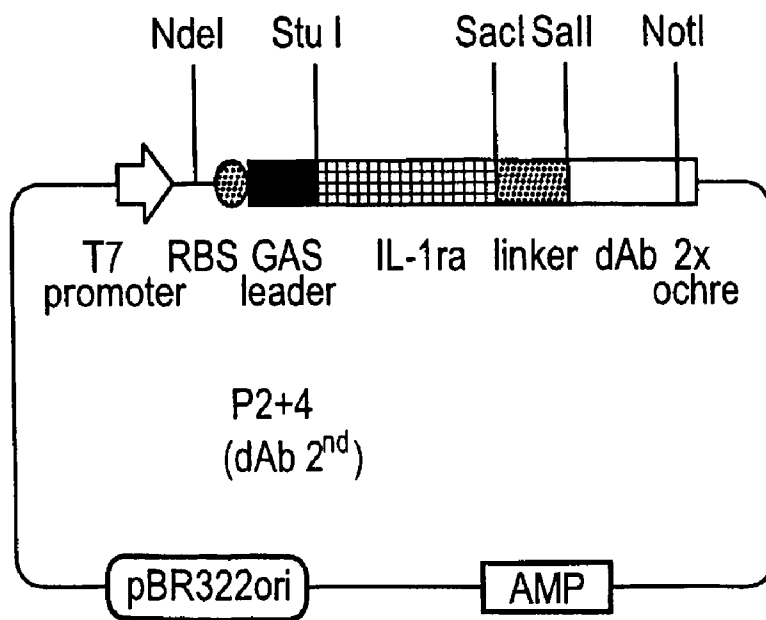 NdeI Stu I SacI SalI NotI
T7 promoter RBS GAS leader IL-1ra linker dAb 2x ochre
P2+4
(dAb 2nd)
pBR322ori AMP